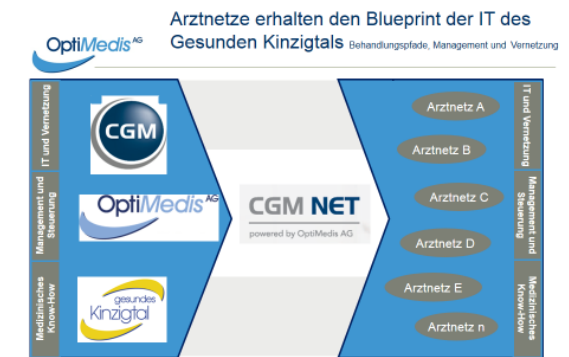 OptiMedis AG
Arztnetze erhalten den Blueprint der IT des
Gesunden Kinzigtals Behandlungspfade, Management und Vernetzung
IT und Vernetzung
CGM
Management und
Steuerung
OptiMedis AG
Medizinisches
Know-How
gesundes
Kinzigtal
CGM NET
powered by OptiMedis AG
Arztnetz A
Arztnetz B
Arztnetz C
Arztnetz D
Arztnetz E
Arztnetz n
IT und Vernetzung
Management und
Steuerung
Medizinisches
Know-How